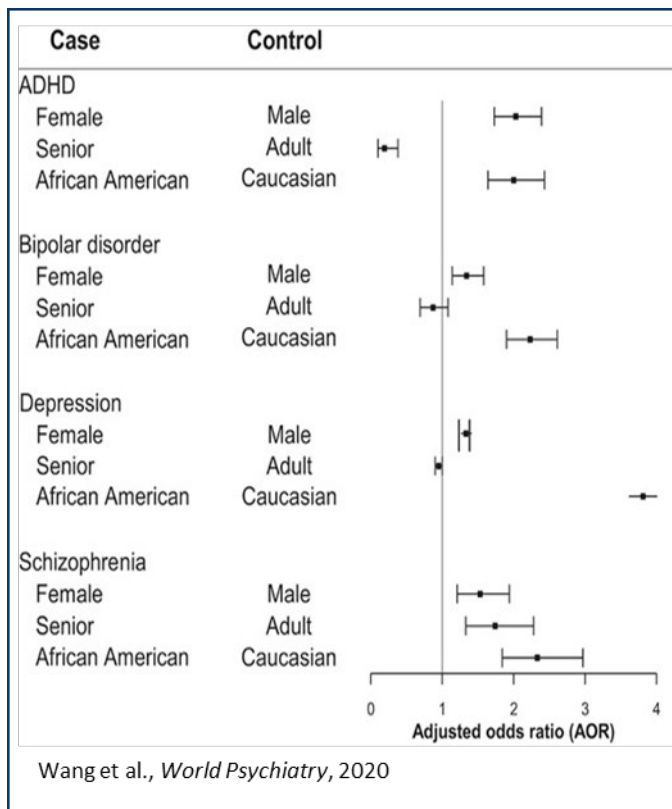 Case Control
ADHD
Female Male
Senior Adult
African American Caucasian
Bipolar disorder
Female Male
Senior Adult
African American Caucasian
Depression
Female Male
Senior Adult
African American Caucasian
Schizophrenia
Female Male
Senior Adult
African American Caucasian
0 1 2 3 4
Adjusted odds ratio (AOR)
Wang et al., World Psychiatry, 2020